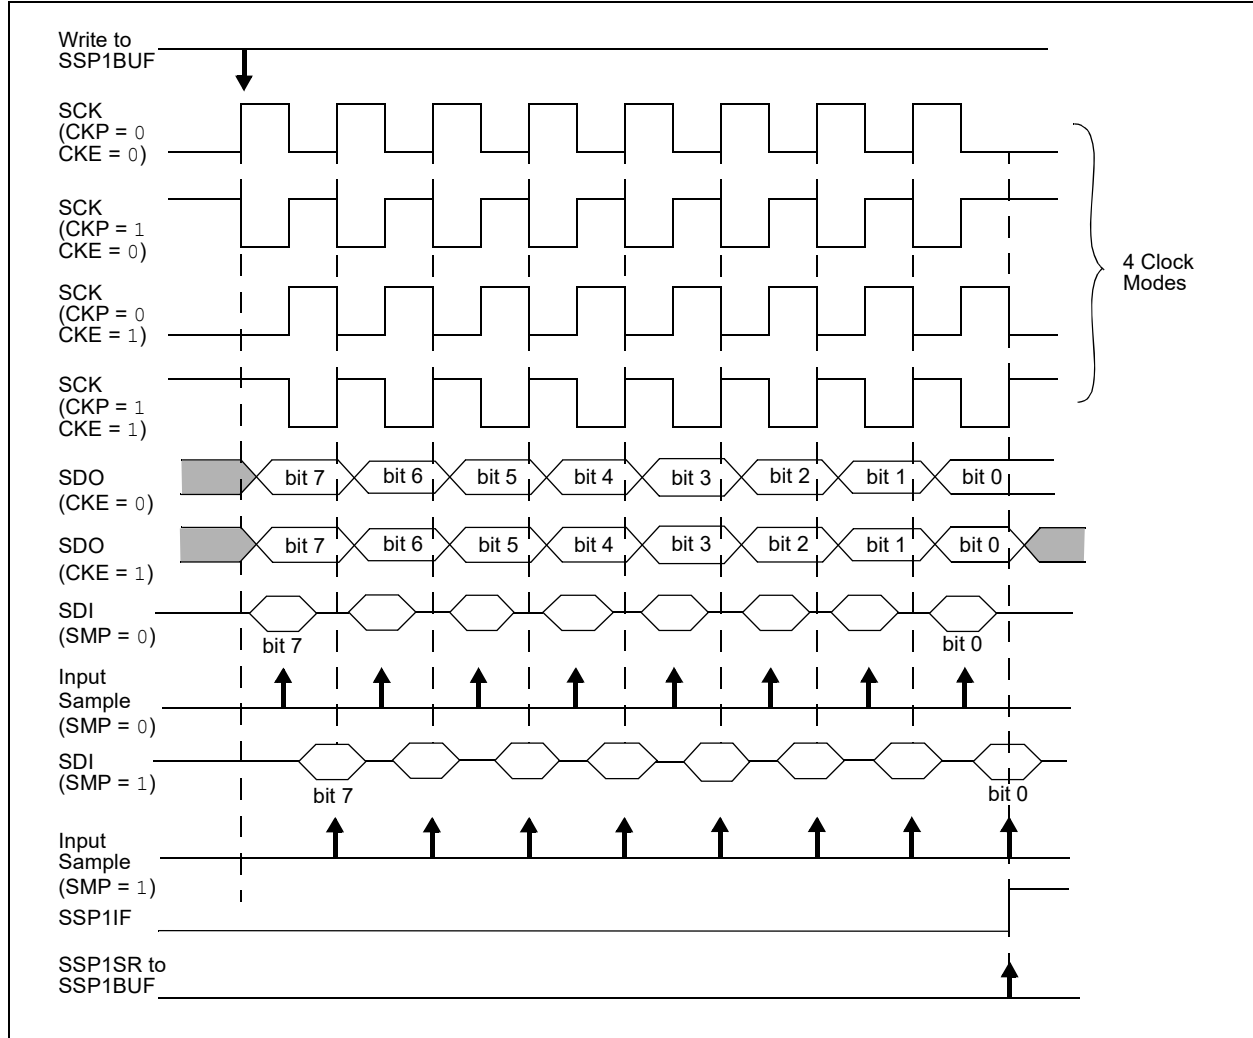 Write to
SSP1BUF
SCK
(CKP = 0
CKE = 0)
SCK
(CKP = 1
CKE = 0)
4 Clock
Modes
SCK
(CKP = 0
CKE = 1)
SCK
(CKP = 1
CKE = 1)
SDO
(CKE = 0)
bit 7 bit 6 bit 5 bit 4 bit 3 bit 2 bit 1 bit 0
SDO
(CKE = 1)
bit 7 bit 6 bit 5 bit 4 bit 3 bit 2 bit 1 bit 0
SDI
(SMP = 0)
bit 7 bit 0
Input
Sample
(SMP = 0)
SDI
(SMP = 1)
bit 7 bit 0
Input
Sample
(SMP = 1)
SSP1IF
SSP1SR to
SSP1BUF